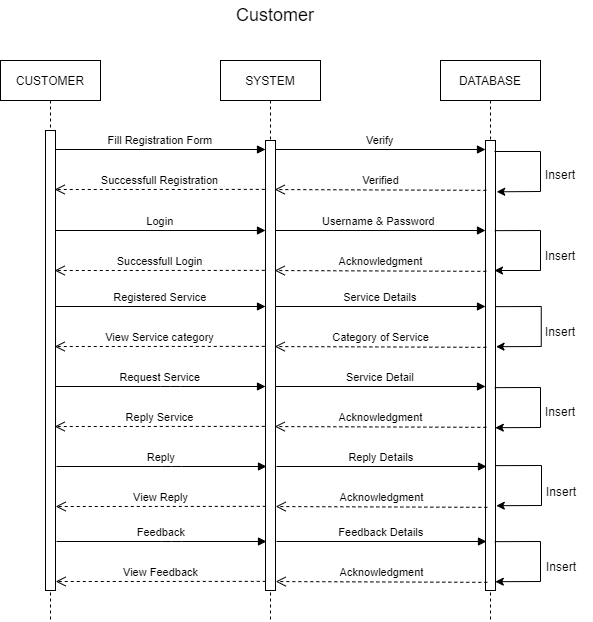 Customer
CUSTOMER
SYSTEM
DATABASE
Fill Registration Form
Verify
Insert
Successfull Registration
Verified
Login
Username & Password
Insert
Successfull Login
Acknowledgment
Registered Service
Service Details
Insert
View Service category
Category of Service
Request Service
Service Detail
Insert
Reply Service
Acknowledgment
Reply
Reply Details
Insert
View Reply
Acknowledgment
Feedback
Feedback Details
Insert
View Feedback
Acknowledgment